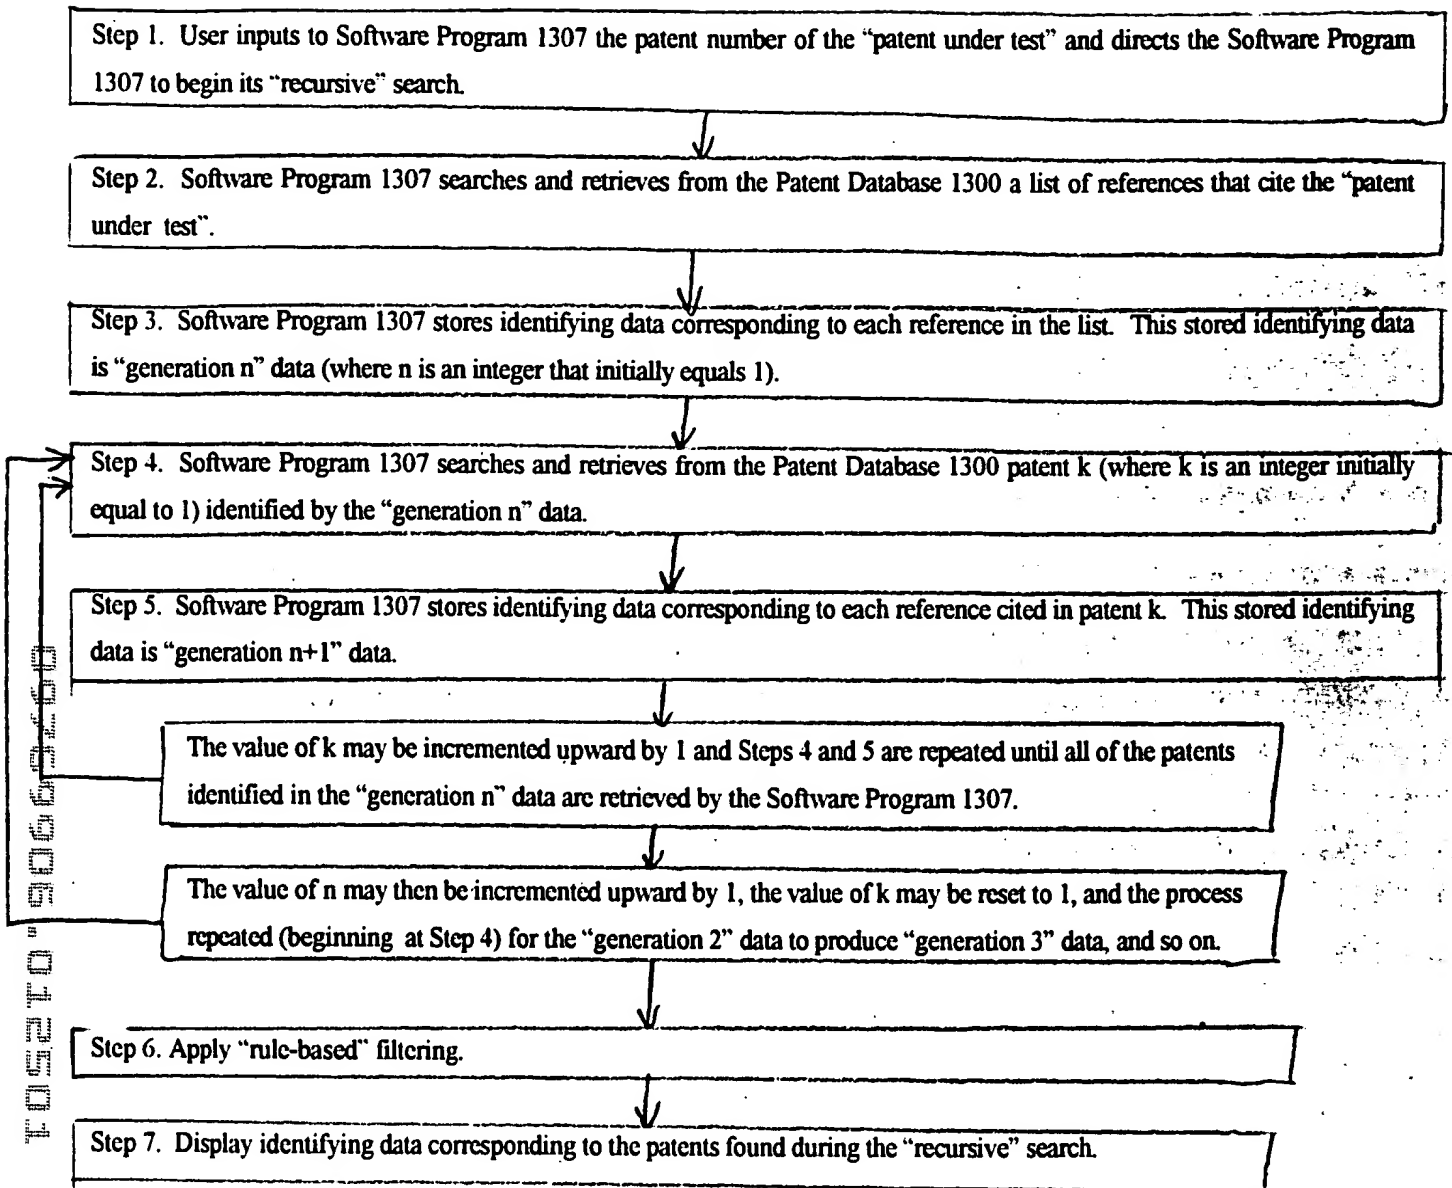 Step 1. User inputs to Software Program 1307 the patent number of the “patent under test” and directs the Software Program
1307 to begin its “recursive” search.
Step 2. Software Program 1307 searches and retrieves from the Patent Database 1300 a list of references that cite the “patent
under test”.
Step 3. Software Program 1307 stores identifying data corresponding to each reference in the list. This stored identifying data
is “generation n” data (where n is an integer that initially equals 1).
Step 4. Software Program 1307 searches and retrieves from the Patent Database 1300 patent k (where k is an integer initially
equal to 1) identified by the “generation n” data.
Step 5. Software Program 1307 stores identifying data corresponding to each reference cited in patent k. This stored identifying
data is “generation n+1” data.
The value of k may be incremented upward by 1 and Steps 4 and 5 are repeated until all of the patents
identified in the “generation n” data are retrieved by the Software Program 1307.
The value of n may then be incremented upward by 1, the value of k may be reset to 1, and the process
repeated (beginning at Step 4) for the “generation 2” data to produce “generation 3” data, and so on.
Step 6. Apply “rule-based” filtering.
Step 7. Display identifying data corresponding to the patents found during the “recursive” search.